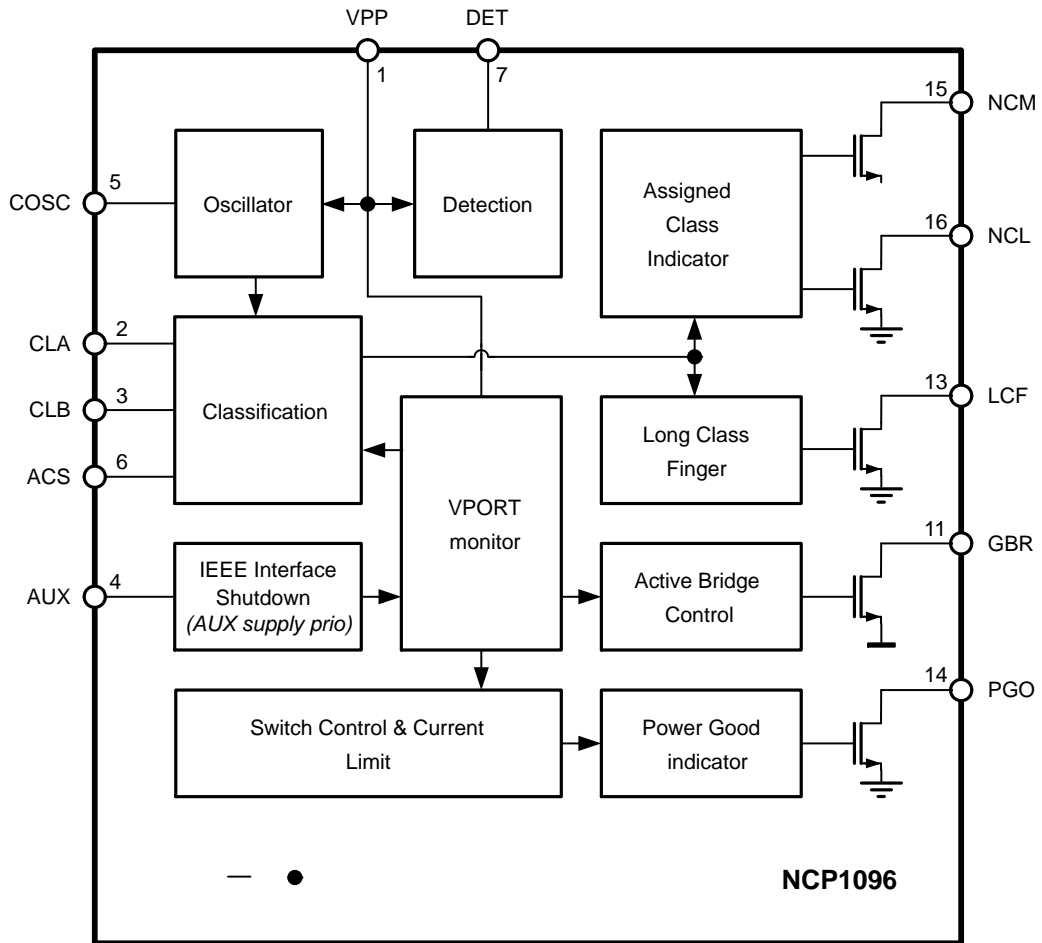 VPP
DET
1
7
15
NCM
5
COSC
Oscillator
Detection
Assigned
Class
Indicator
16
NCL
2
CLA
3
CLB
Classification
6
ACS
13
LCF
Long Class
Finger
VPORT
monitor
11
GBR
4
AUX
IEEE Interface
Shutdown
(AUX supply prio)
Active Bridge
Control
14
PGO
Switch Control & Current
Limit
Power Good
indicator
NCP1096